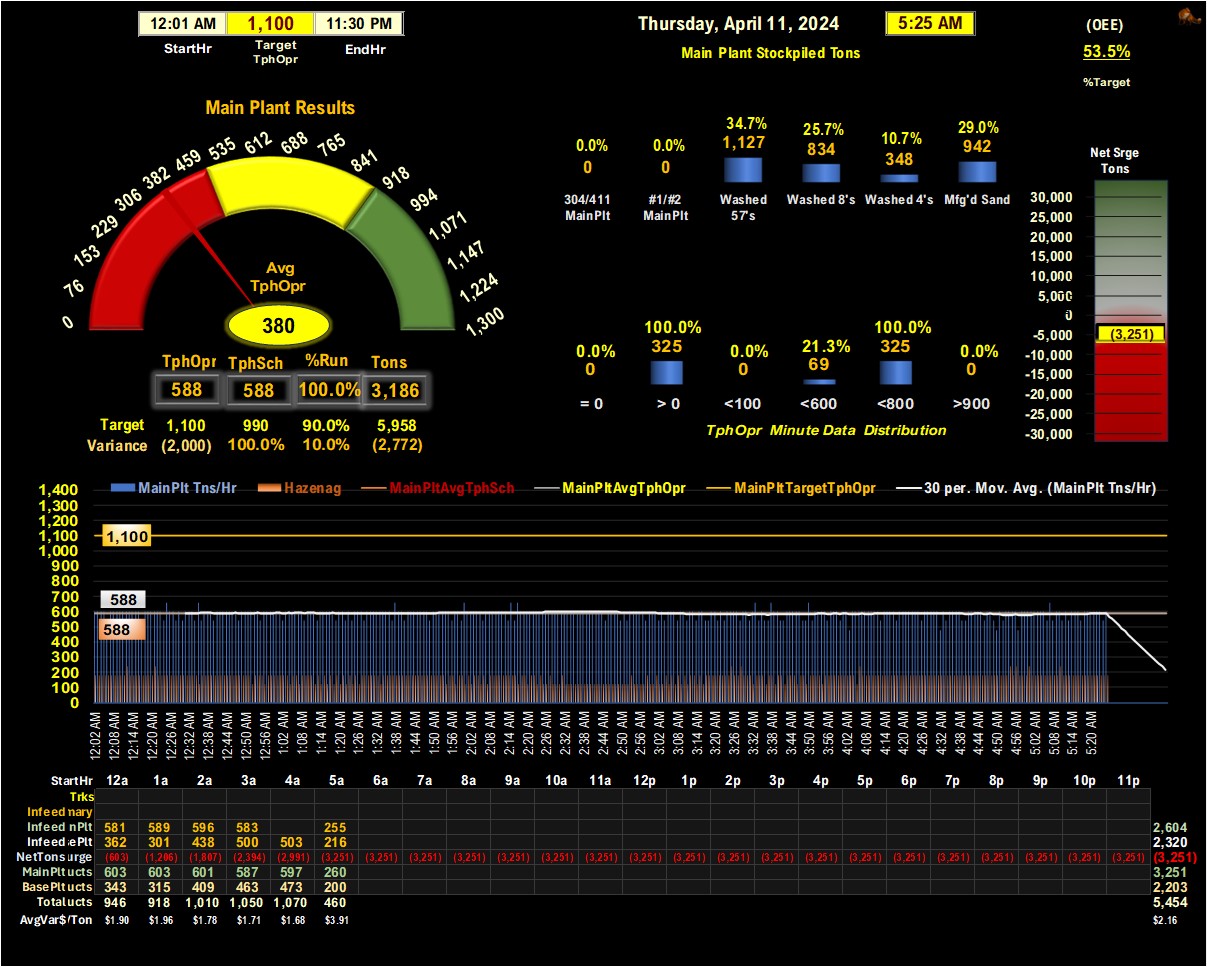 12:01 AM 1,100 11:30 PM
StartHr Target TphOpr EndHr
Thursday, April 11, 2024 5:25 AM
Main Plant Stockpiled Tons
(OEE)
53.5%
%Target
Main Plant Results
0 76 153 229 306 382 459 535 612 688 765 841 918 994 1,071 1,147 1,224 1,300
Avg
TphOpr
380
TphOpr TphSch %Run Tons
588 588 100.0% 3,186
Target 1,100 990 90.0% 5,958
Variance (2,000) 100.0% 10.0% (2,772)
0.0% 0.0% 34.7% 25.7% 10.7% 29.0%
0 0 1,127 834 348 942
304/411 MainPlt #1/#2 MainPlt Washed 57's Washed 8's Washed 4's Mfg'd Sand
0.0% 100.0% 0.0% 21.3% 100.0% 0.0%
0 325 0 69 325 0
= 0 > 0 <100 <600 <800 >900
TphOpr Minute Data Distribution
Net Srge
Tons
30,000
25,000
20,000
15,000
10,000
5,000
0
-5,000
(3,251)
-10,000
-15,000
-20,000
-25,000
-30,000
MainPlt Tns/Hr Hazenag MainPltAvgTphSch MainPltAvgTphOpr MainPltTargetTphOpr 30 per. Mov. Avg. (MainPlt Tns/Hr)
1,400
1,300
1,200
1,100
1,000
900
800
700
600
500
400
300
200
100
0
1,100
588
588
12:02 AM 12:08 AM 12:14 AM 12:20 AM 12:26 AM 12:32 AM 12:38 AM 12:44 AM 12:50 AM 12:56 AM 1:02 AM 1:08 AM 1:14 AM 1:20 AM 1:26 AM 1:32 AM 1:38 AM 1:44 AM 1:50 AM 1:56 AM 2:02 AM 2:08 AM 2:14 AM 2:20 AM 2:26 AM 2:32 AM 2:38 AM 2:44 AM 2:50 AM 2:56 AM 3:02 AM 3:08 AM 3:14 AM 3:20 AM 3:26 AM 3:32 AM 3:38 AM 3:44 AM 3:50 AM 3:56 AM 4:02 AM 4:08 AM 4:14 AM 4:20 AM 4:26 AM 4:32 AM 4:38 AM 4:44 AM 4:50 AM 4:56 AM 5:02 AM 5:08 AM 5:14 AM 5:20 AM
StartHr 12a 1a 2a 3a 4a 5a 6a 7a 8a 9a 10a 11a 12p 1p 2p 3p 4p 5p 6p 7p 8p 9p 10p 11p
Trks
Infeed mary
Infeed nPlt 581 589 596 583 255 2,604
Infeed ePlt 362 301 438 500 503 216 2,320
NetTons urge (603) (1,206) (1,807) (2,394) (2,991) (3,251) (3,251) (3,251) (3,251) (3,251) (3,251) (3,251) (3,251) (3,251) (3,251) (3,251) (3,251) (3,251) (3,251) (3,251) (3,251) (3,251) (3,251) (3,251) (3,251)
MainPlt ucts 603 603 601 587 597 260 3,251
BasePlt ucts 343 315 409 463 473 200 2,203
Total ucts 946 918 1,010 1,050 1,070 460 5,454
AvgVar$/Ton $1.90 $1.96 $1.78 $1.71 $1.68 $3.91 $2.16